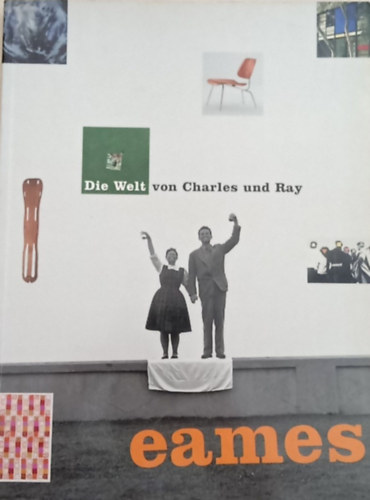 Die Welt von Charles und Ray
eames